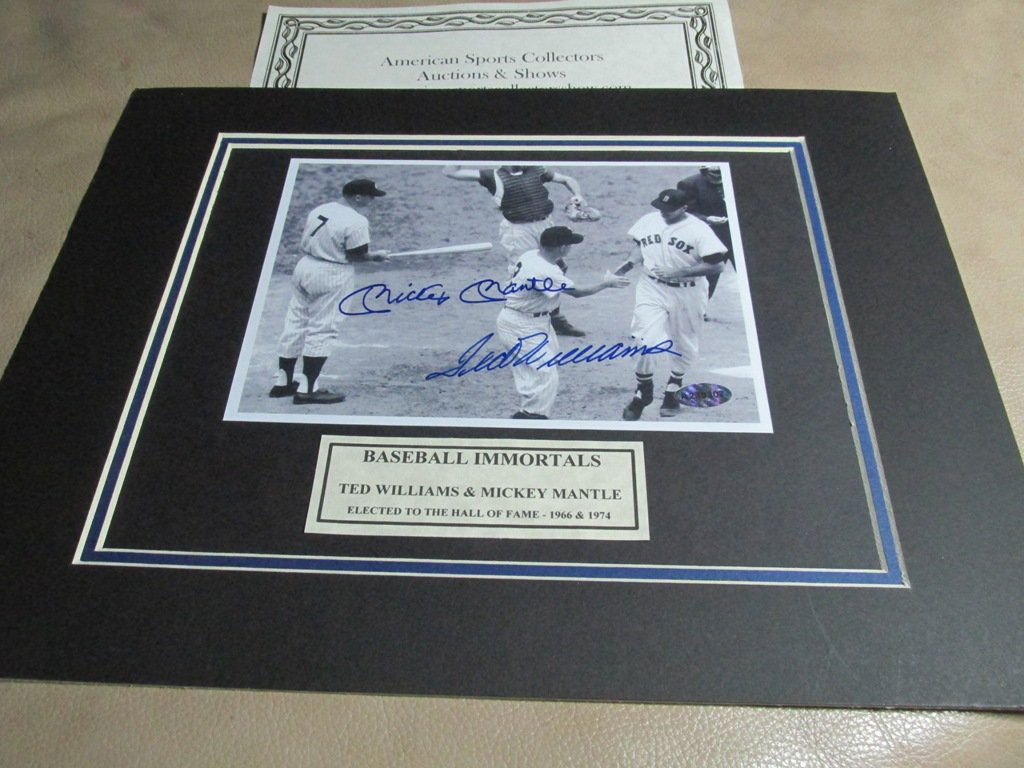 American Sports Collectors
Auctions & Shows
7
RED SOX
Mickey Mantle
Ted Williams
BASEBALL IMMORTALS
TED WILLIAMS & MICKEY MANTLE
ELECTED TO THE HALL OF FAME - 1966 & 1974